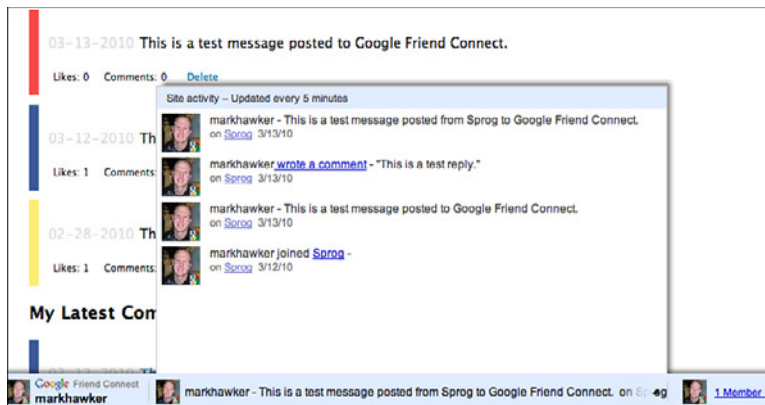 03-13-2010 This is a test message posted to Google Friend Connect.
Likes: 0 Comments: 0 Delete
Site activity – Updated every 5 minutes
markhawker - This is a test message posted from Sprog to Google Friend Connect.
on Sprog 3/13/10
03-12-2010 Th
markhawker wrote a comment - "This is a test reply."
Likes: 1 Comments:
on Sprog 3/13/10
markhawker - This is a test message posted to Google Friend Connect.
on Sprog 3/13/10
02-28-2010 Th
markhawker joined Sprog -
Likes: 1 Comments:
on Sprog 3/12/10
My Latest Com
Google Friend Connect
markhawker
markhawker - This is a test message posted from Sprog to Google Friend Connect. on
1 Member